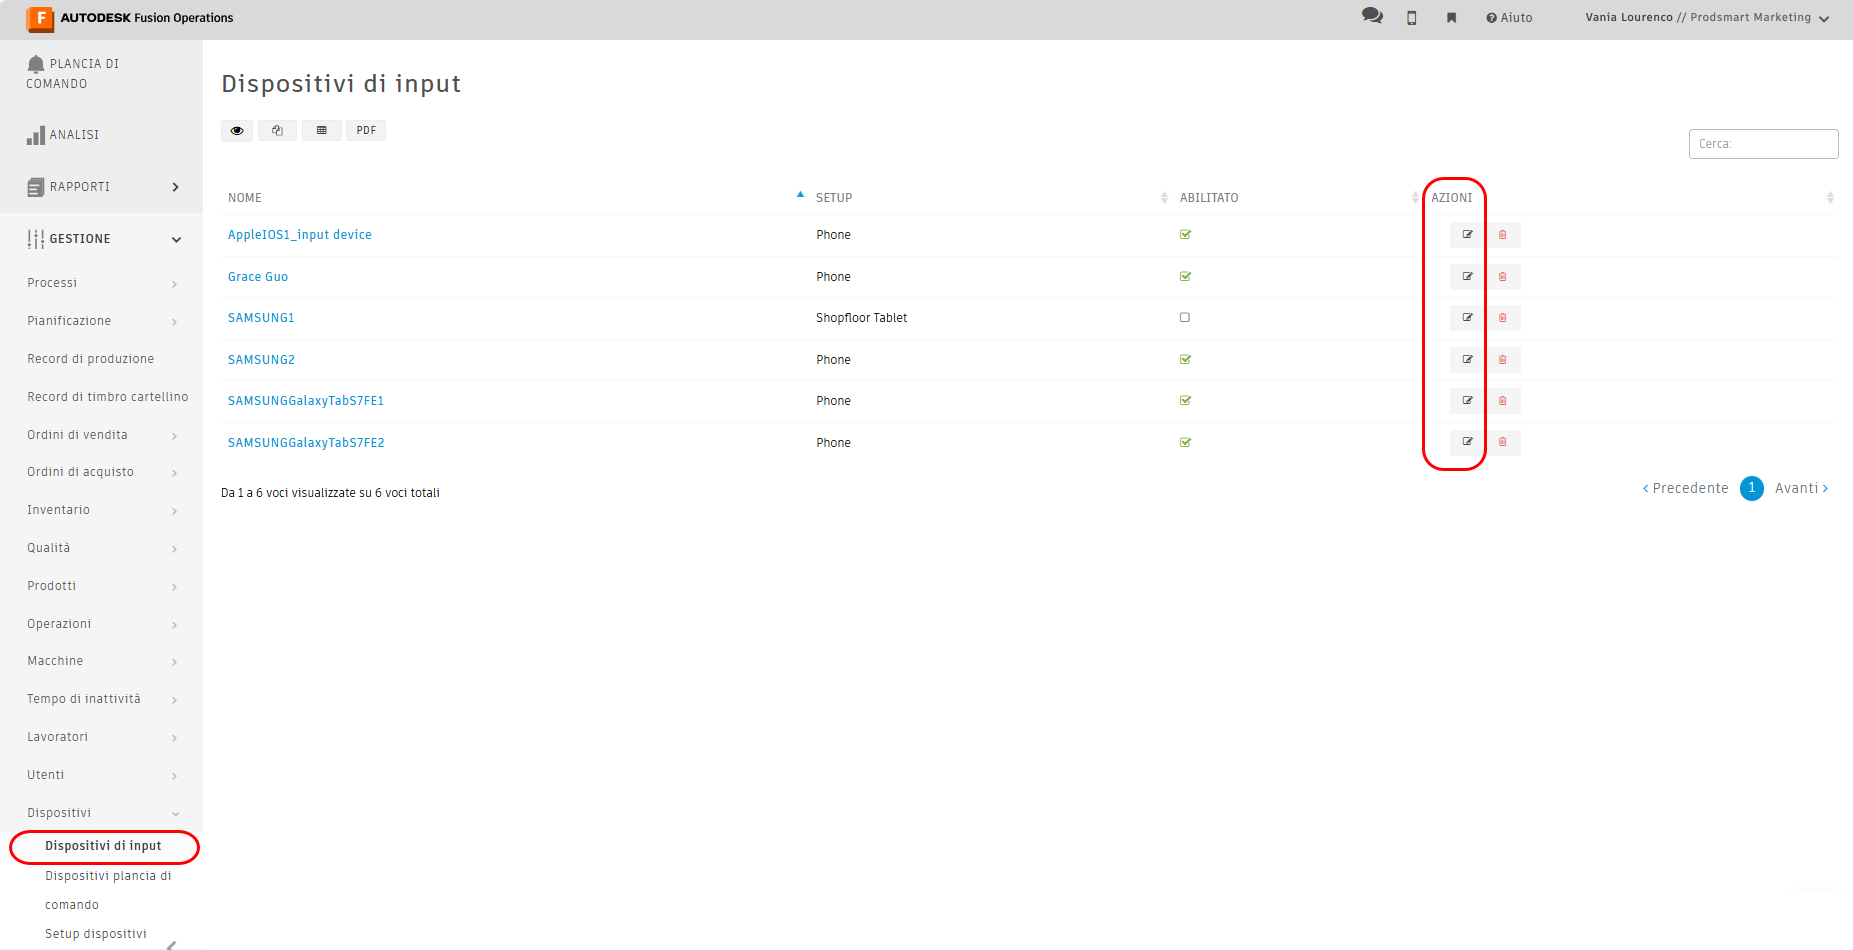 F AUTODESK Fusion Operations
Aiuto
Vania Lourenco // Prodsmart Marketing
PLANCIA DI
COMANDO
ANALISI
RAPPORTI
GESTIONE
Processi
Pianificazione
Record di produzione
Record di timbro cartellino
Ordini di vendita
Ordini di acquisto
Inventario
Qualità
Prodotti
Operazioni
Macchine
Tempo di inattività
Lavoratori
Utenti
Dispositivi
Dispositivi di input
Dispositivi plancia di
comando
Setup dispositivi
Dispositivi di input
PDF
Cerca:
NOME SETUP ABILITATO AZIONI
AppleIOS1_input device Phone
Grace Guo Phone
SAMSUNG1 Shopfloor Tablet
SAMSUNG2 Phone
SAMSUNGGalaxyTabS7FE1 Phone
SAMSUNGGalaxyTabS7FE2 Phone
Da 1 a 6 voci visualizzate su 6 voci totali
Precedente 1 Avanti